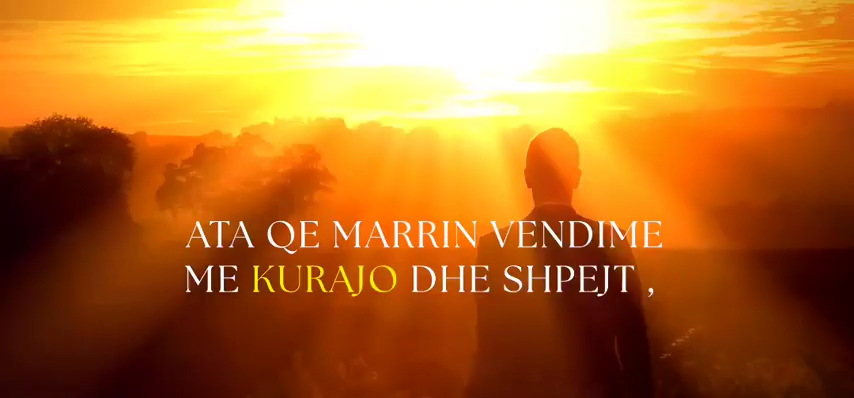 ATA QE MARRIN VENDIME
ME KURAJO DHE SHPEJT ,